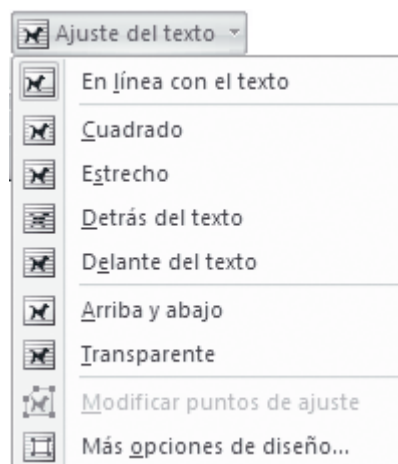 Ajuste del texto
En línea con el texto
Cuadrado
Estrecho
Detrás del texto
Delante del texto
Arriba y abajo
Transparente
Modificar puntos de ajuste
Más opciones de diseño...